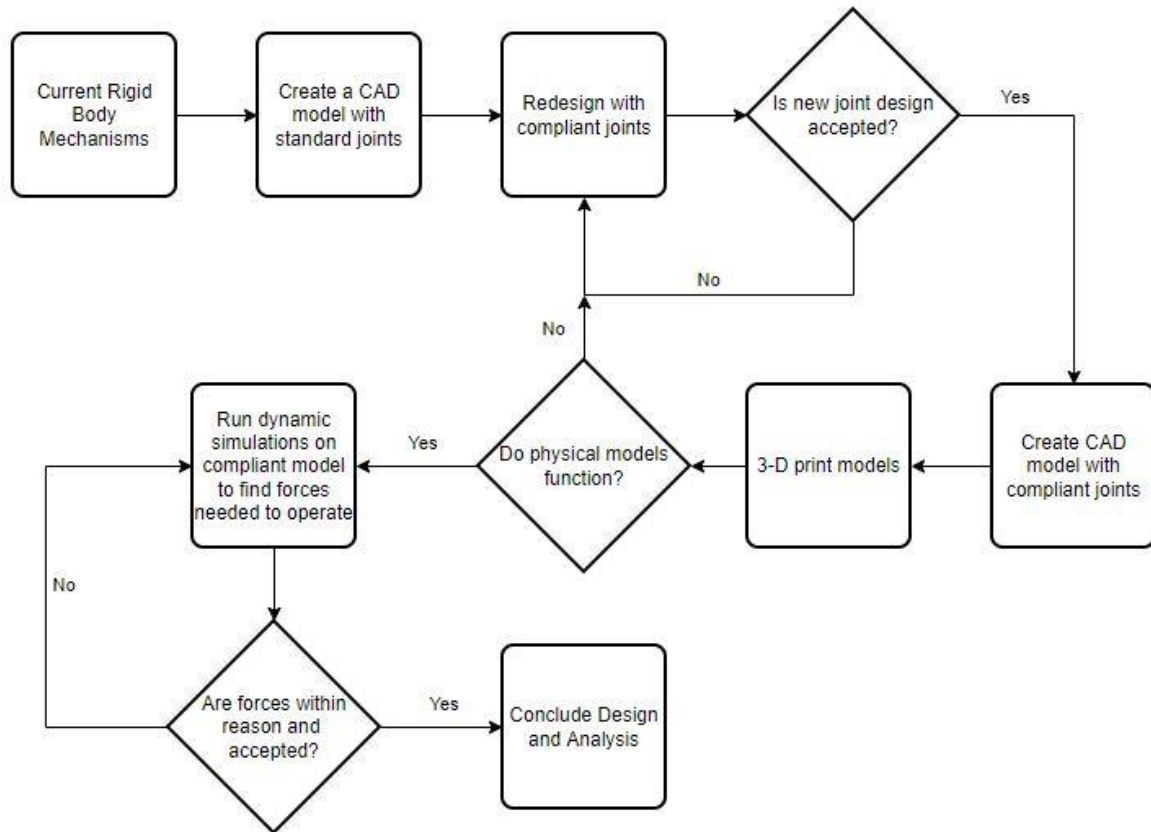 Current Rigid
Body
Mechanisms
Create a CAD
model with
standard joints
Redesign with
compliant joints
Is new joint design
accepted?
Yes
No
No
Create CAD
model with
compliant joints
3-D print models
Do physical models
function?
Yes
Run dynamic
simulations on
compliant model
to find forces
needed to operate
No
Are forces within
reason and
accepted?
Yes
Conclude Design
and Analysis